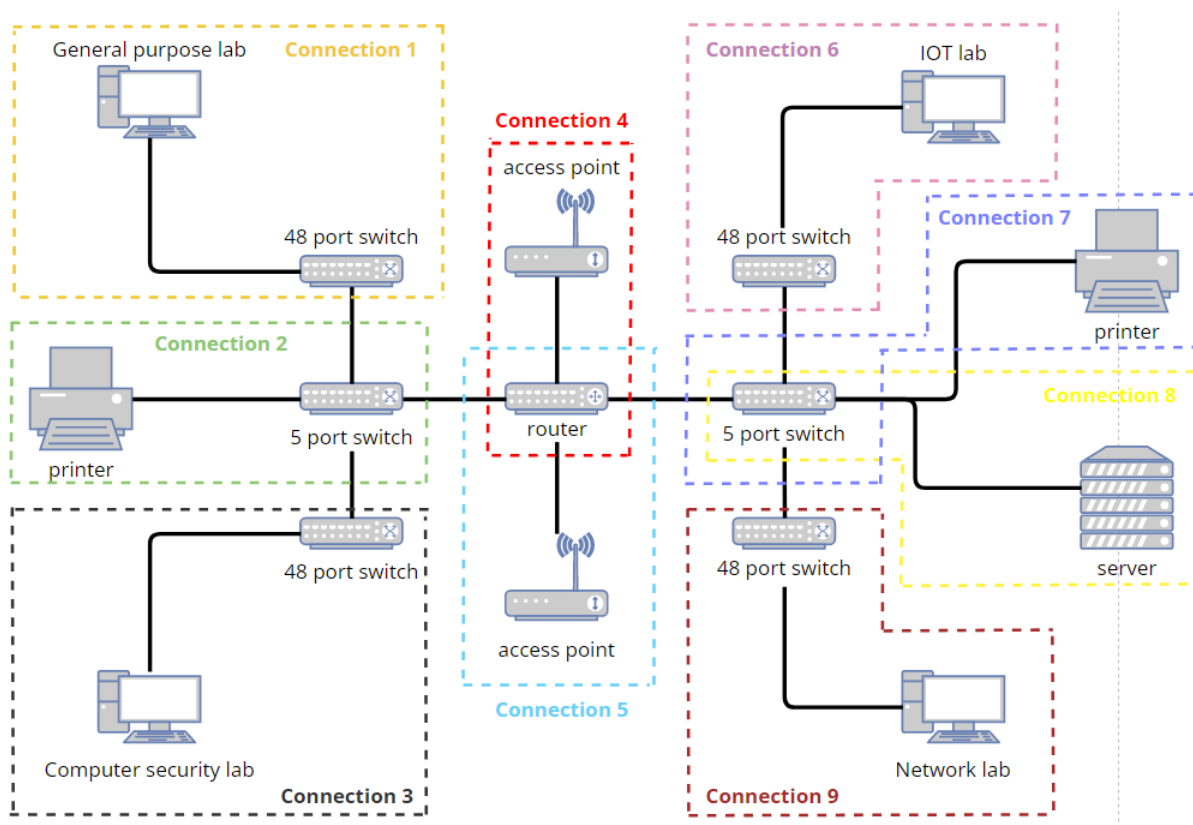 General purpose lab
Connection 1
48 port switch
Connection 2
printer
5 port switch
48 port switch
Computer security lab
Connection 3
Connection 4
access point
router
access point
Connection 5
Connection 6
IOT lab
48 port switch
Connection 7
printer
5 port switch
Connection 8
server
48 port switch
Network lab
Connection 9